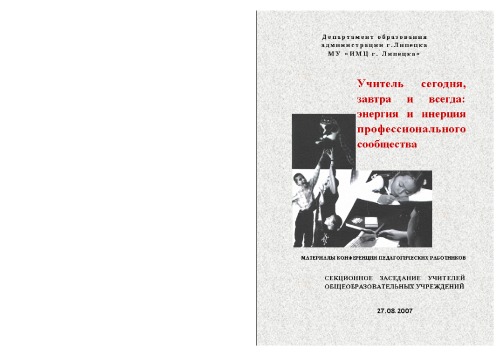 Департамент образования
администрации г.Липецка
МУ «ИМЦ г. Липецка»
Учитель сегодня,
завтра и всегда:
энергия и инерция
профессионального
сообщества
МАТЕРИАЛЫ КОНФЕРЕНЦИИ ПЕДАГОГИЧЕСКИХ РАБОТНИКОВ
СЕКЦИОННОЕ ЗАСЕДАНИЕ УЧИТЕЛЕЙ
ОБЩЕОБРАЗОВАТЕЛЬНЫХ УЧРЕЖДЕНИЙ
27.08.2007